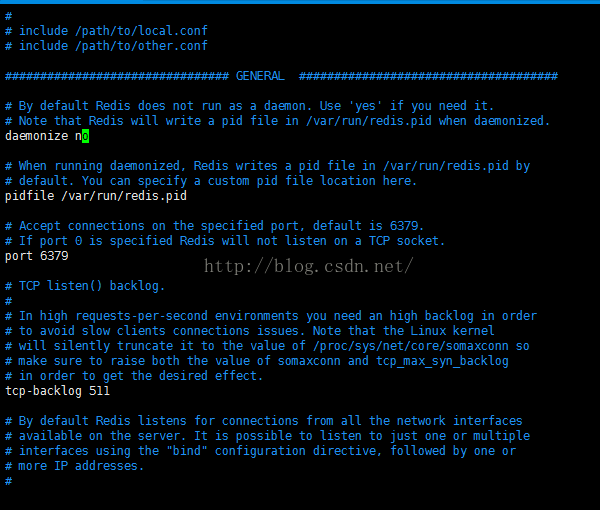 #
# include /path/to/local.conf
# include /path/to/other.conf
################################ GENERAL #####################################
# By default Redis does not run as a daemon. Use 'yes' if you need it.
# Note that Redis will write a pid file in /var/run/redis.pid when daemonized.
daemonize no
# When running daemonized, Redis writes a pid file in /var/run/redis.pid by
# default. You can specify a custom pid file location here.
pidfile /var/run/redis.pid
# Accept connections on the specified port, default is 6379.
# If port 0 is specified Redis will not listen on a TCP socket.
port 6379
http://blog.csdn.net/
# TCP listen() backlog.
#
# In high requests-per-second environments you need an high backlog in order
# to avoid slow clients connections issues. Note that the Linux kernel
# will silently truncate it to the value of /proc/sys/net/core/somaxconn so
# make sure to raise both the value of somaxconn and tcp_max_syn_backlog
# in order to get the desired effect.
tcp-backlog 511
# By default Redis listens for connections from all the network interfaces
# available on the server. It is possible to listen to just one or multiple
# interfaces using the "bind" configuration directive, followed by one or
# more IP addresses.
#